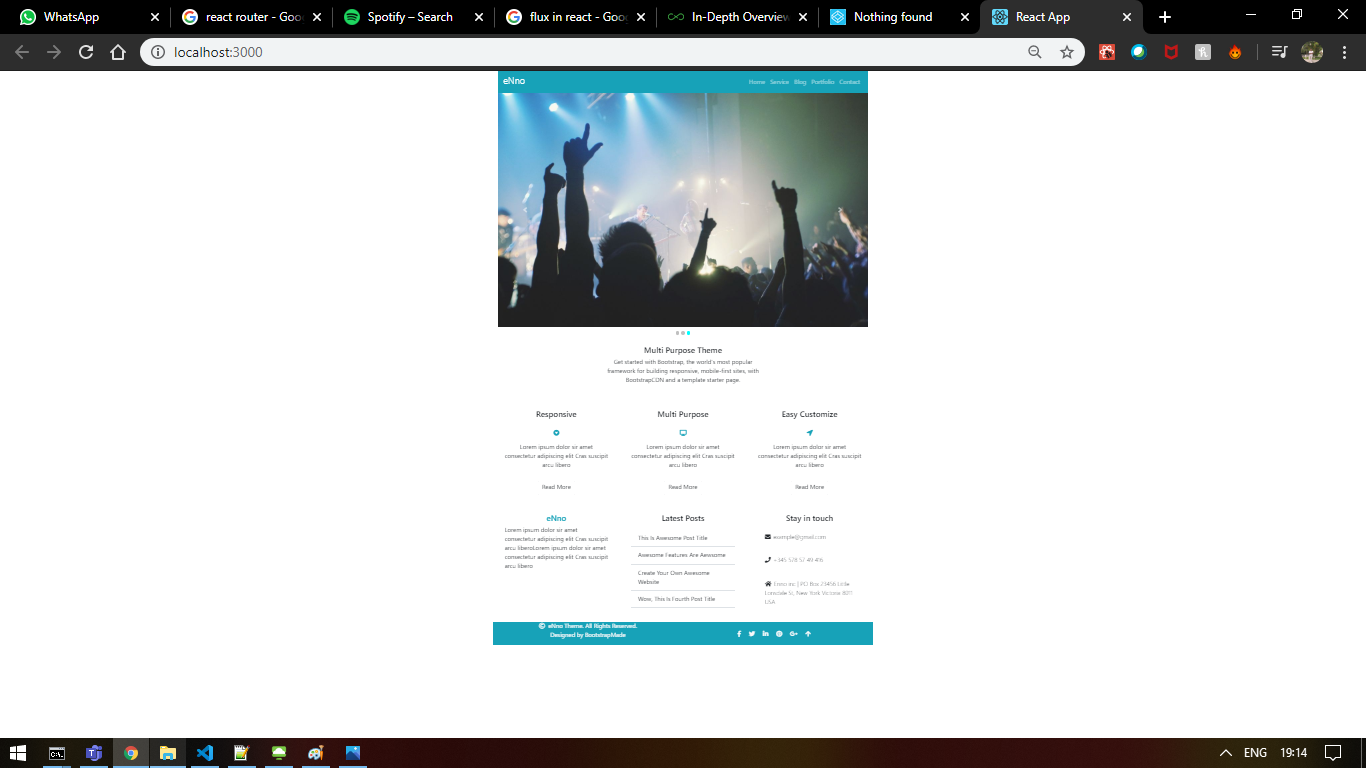 WhatsApp
react router - Goo
Spotify – Search
flux in react - Goo
In-Depth Overview
Nothing found
React App
localhost:3000
eNno
Home Service Blog Portfolio Contact
Multi Purpose Theme
Get started with Bootstrap, the world's most popular
framework for building responsive, mobile-first sites, with
BootstrapCDN and a template starter page.
Responsive
Lorem ipsum dolor sir amet
consectetur adipiscing elit Cras suscipit
arcu libero
Read More
Multi Purpose
Lorem ipsum dolor sir amet
consectetur adipiscing elit Cras suscipit
arcu libero
Read More
Easy Customize
Lorem ipsum dolor sir amet
consectetur adipiscing elit Cras suscipit
arcu libero
Read More
eNno
Lorem ipsum dolor sir amet
consectetur adipiscing elit Cras suscipit
arcu liberoLorem ipsum dolor sir amet
consectetur adipiscing elit Cras suscipit
arcu libero
Latest Posts
This Is Awesome Post Title
Awesome Features Are Aewsome
Create Your Own Awesome
Website
Wow, This Is Fourth Post Title
Stay in touch
example@gmail.com
+345 578 57 49 416
Enno inc | PO Box 23456 Little
Lonsdale St, New York Victoria 8011
USA
© eNno Theme. All Rights Reserved.
Designed by BootstrapMade
ENG 19:14